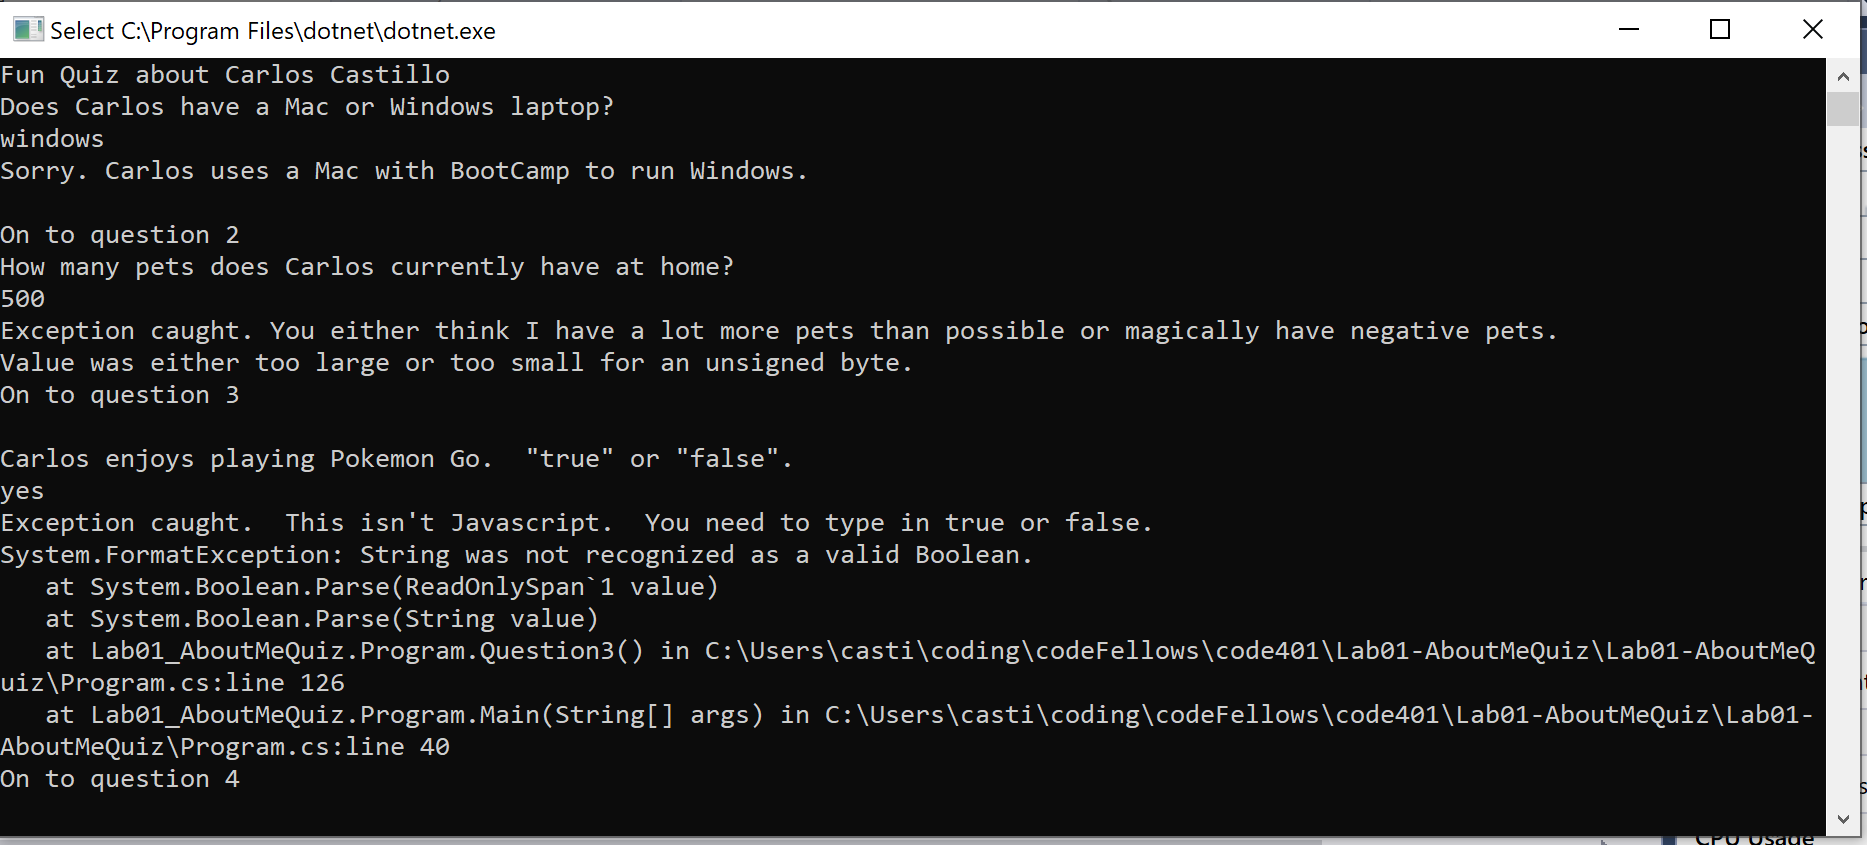 Select C:\Program Files\dotnet\dotnet.exe
Fun Quiz about Carlos Castillo
Does Carlos have a Mac or Windows laptop?
windows
Sorry. Carlos uses a Mac with BootCamp to run Windows.
On to question 2
How many pets does Carlos currently have at home?
500
Exception caught. You either think I have a lot more pets than possible or magically have negative pets.
Value was either too large or too small for an unsigned byte.
On to question 3
Carlos enjoys playing Pokemon Go.  "true" or "false".
yes
Exception caught.  This isn't Javascript.  You need to type in true or false.
System.FormatException: String was not recognized as a valid Boolean.
   at System.Boolean.Parse(ReadOnlySpan`1 value)
   at System.Boolean.Parse(String value)
   at Lab01_AboutMeQuiz.Program.Question3() in C:\Users\casti\coding\codeFellows\code401\Lab01-AboutMeQuiz\Lab01-AboutMeQ
uiz\Program.cs:line 126
   at Lab01_AboutMeQuiz.Program.Main(String[] args) in C:\Users\casti\coding\codeFellows\code401\Lab01-AboutMeQuiz\Lab01-
AboutMeQuiz\Program.cs:line 40
On to question 4
CPU Usage